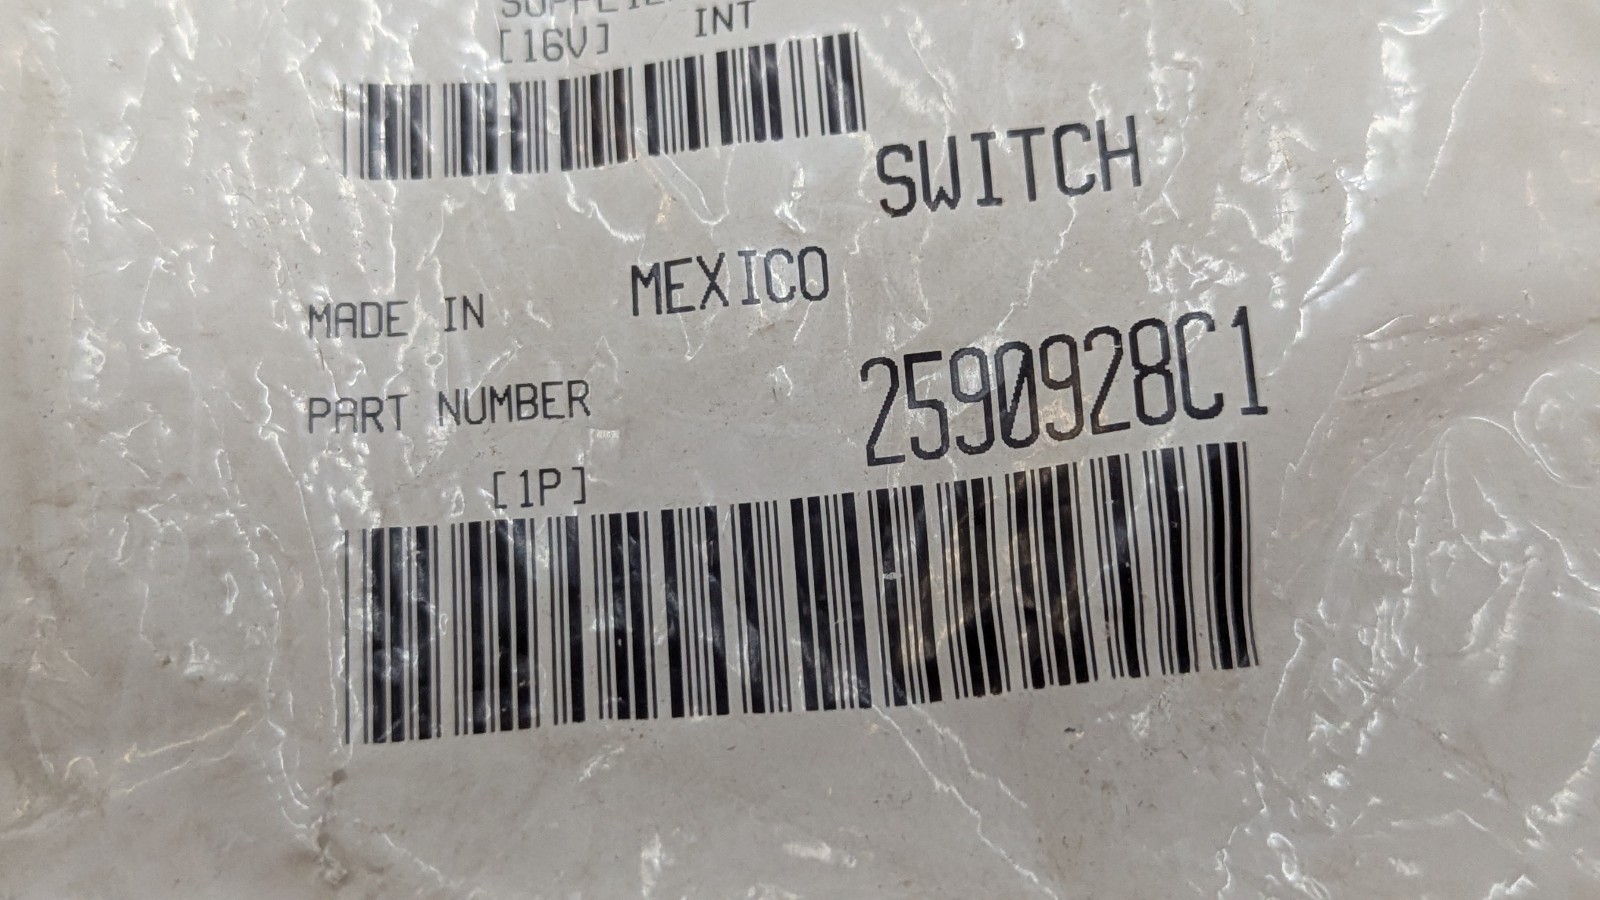 [16V] INT
SWITCH
MADE IN MEXICO
PART NUMBER 2590928C1
[1P]